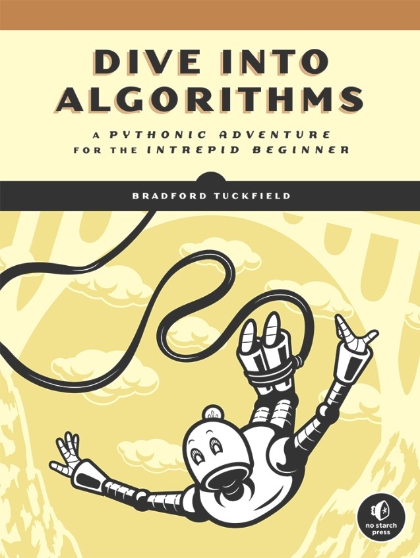 DIVE INTO
ALGORITHMS
A PYTHONIC ADVENTURE
FOR THE INTREPID BEGINNER
BRADFORD TUCKFIELD
no starch
press